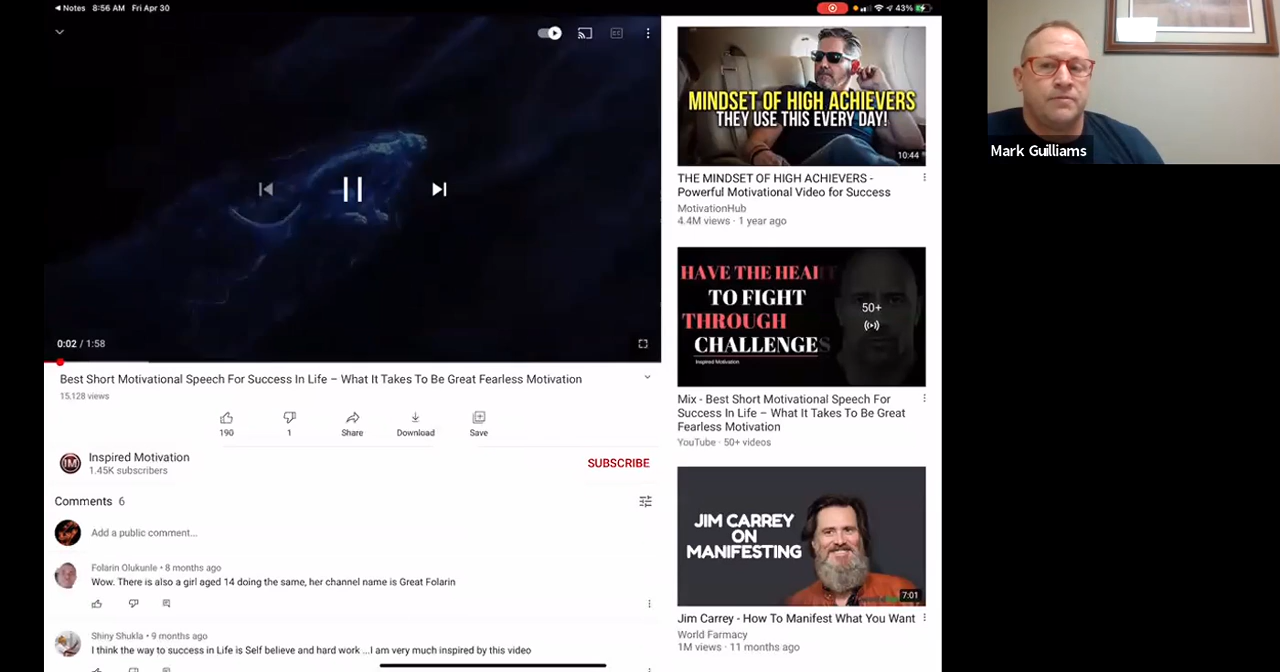 Notes 8:56 AM Fri Apr 30
43%
0:02 / 1:58
Best Short Motivational Speech For Success In Life – What It Takes To Be Great Fearless Motivation
15,128 views
190
1
Share
Download
Save
1M
Inspired Motivation
1.45K subscribers
SUBSCRIBE
Comments 6
Add a public comment...
Folarin Olukunle • 8 months ago
Wow. There is also a girl aged 14 doing the same, her channel name is Great Folarin
Shiny Shukla • 9 months ago
I think the way to success in Life is Self believe and hard work ...I am very much inspired by this video
MINDSET OF HIGH ACHIEVERS
THEY USE THIS EVERY DAY!
10:44
THE MINDSET OF HIGH ACHIEVERS -
Powerful Motivational Video for Success
MotivationHub
4.4M views · 1 year ago
HAVE THE HEART
TO FIGHT
THROUGH
CHALLENGES
Inspired Motivation
50+
Mix - Best Short Motivational Speech For
Success In Life – What It Takes To Be Great
Fearless Motivation
YouTube · 50+ videos
JIM CARREY
ON
MANIFESTING
7:01
Jim Carrey - How To Manifest What You Want
World Farmacy
1M views · 11 months ago
Mark Guilliams